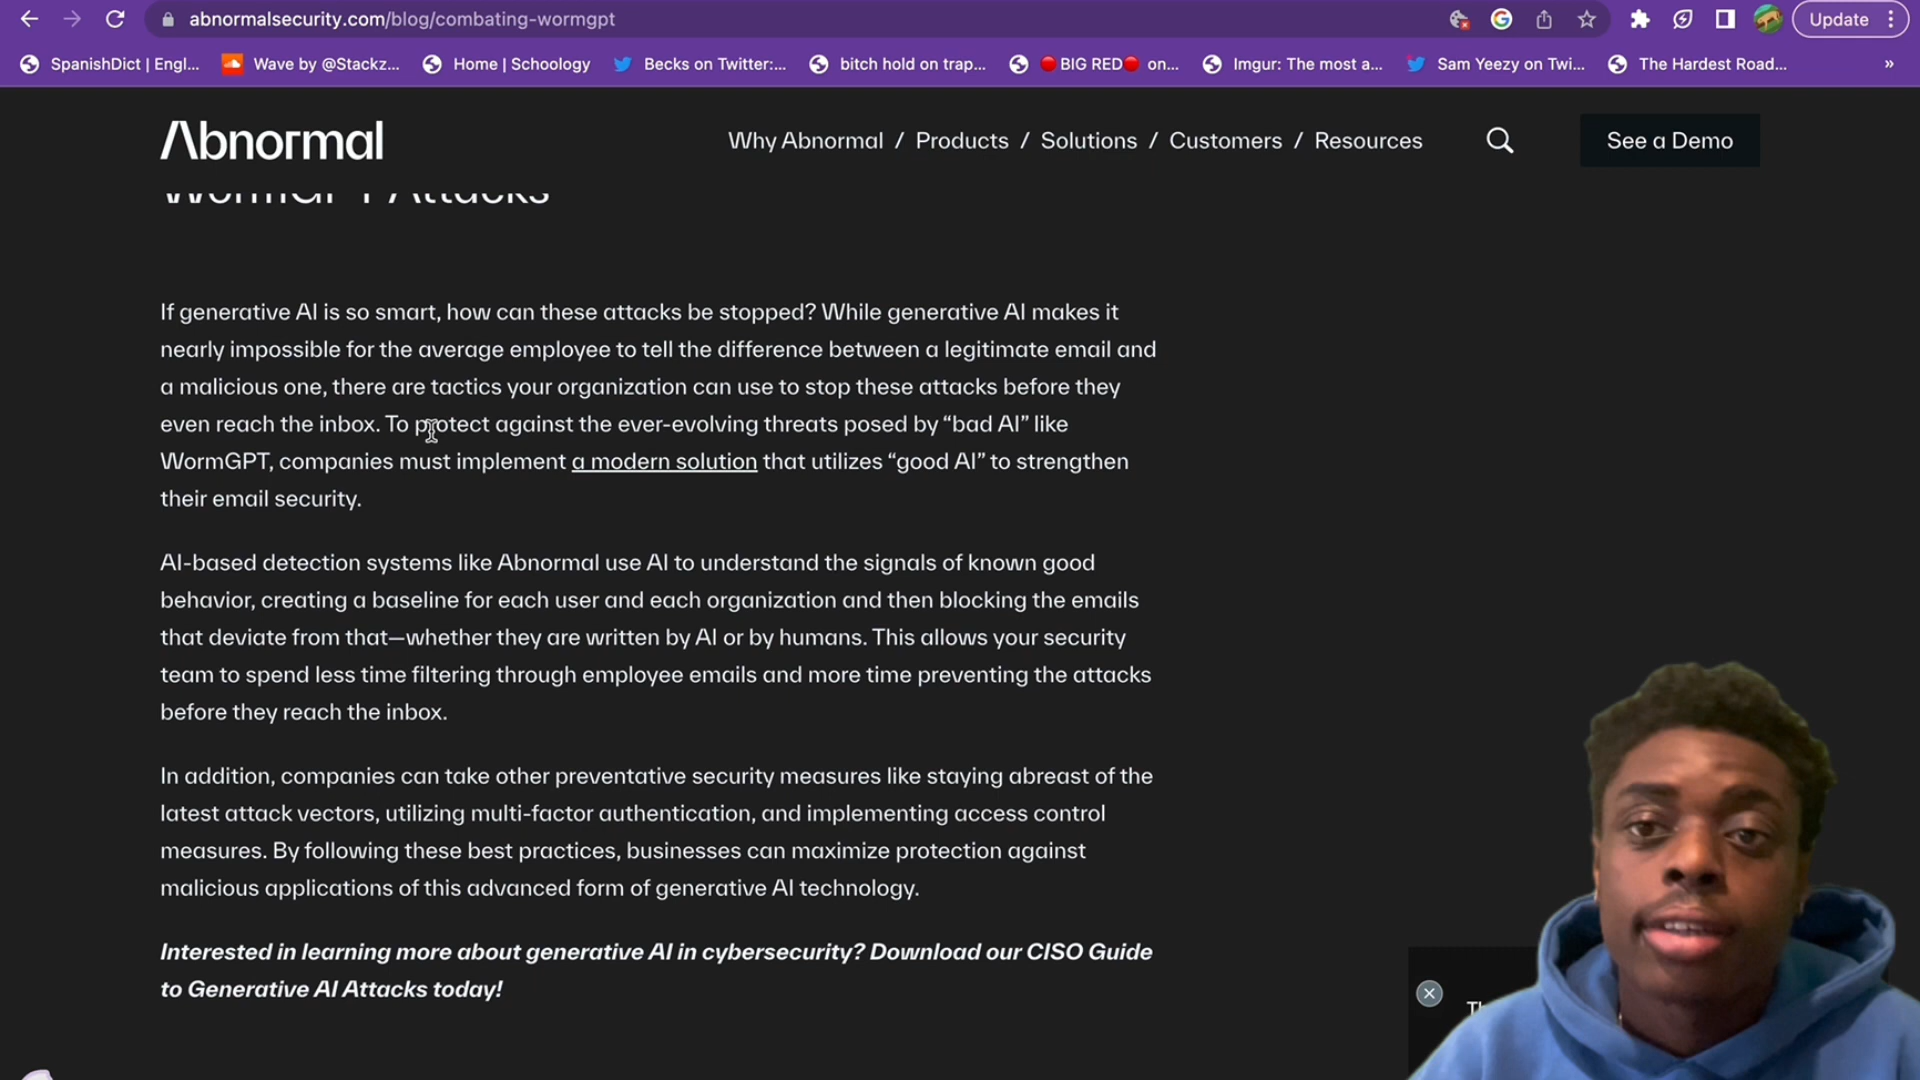 abnormalsecurity.com/blog/combating-wormgpt
Update
SpanishDict | Engl...
Wave by @Stackz...
Home | Schoology
Becks on Twitter:...
bitch hold on trap...
🔴BIG RED🔴 on...
Imgur: The most a...
Sam Yeezy on Twi...
The Hardest Road...
»
Abnormal
Why Abnormal / Products / Solutions / Customers / Resources
See a Demo
WormGPT Attacks
If generative AI is so smart, how can these attacks be stopped? While generative AI makes it
nearly impossible for the average employee to tell the difference between a legitimate email and
a malicious one, there are tactics your organization can use to stop these attacks before they
even reach the inbox. To protect against the ever-evolving threats posed by “bad AI” like
WormGPT, companies must implement a modern solution that utilizes “good AI” to strengthen
their email security.
AI-based detection systems like Abnormal use AI to understand the signals of known good
behavior, creating a baseline for each user and each organization and then blocking the emails
that deviate from that—whether they are written by AI or by humans. This allows your security
team to spend less time filtering through employee emails and more time preventing the attacks
before they reach the inbox.
In addition, companies can take other preventative security measures like staying abreast of the
latest attack vectors, utilizing multi-factor authentication, and implementing access control
measures. By following these best practices, businesses can maximize protection against
malicious applications of this advanced form of generative AI technology.
Interested in learning more about generative AI in cybersecurity? Download our CISO Guide
to Generative AI Attacks today!